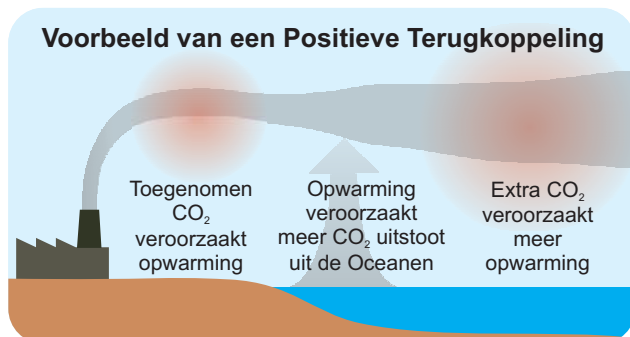 Voorbeeld van een Positieve Terugkoppeling
Toegenomen
CO₂
veroorzaakt
opwarming
Opwarming
veroorzaakt
meer CO₂ uitstoot
uit de Oceanen
Extra CO₂
veroorzaakt
meer
opwarming